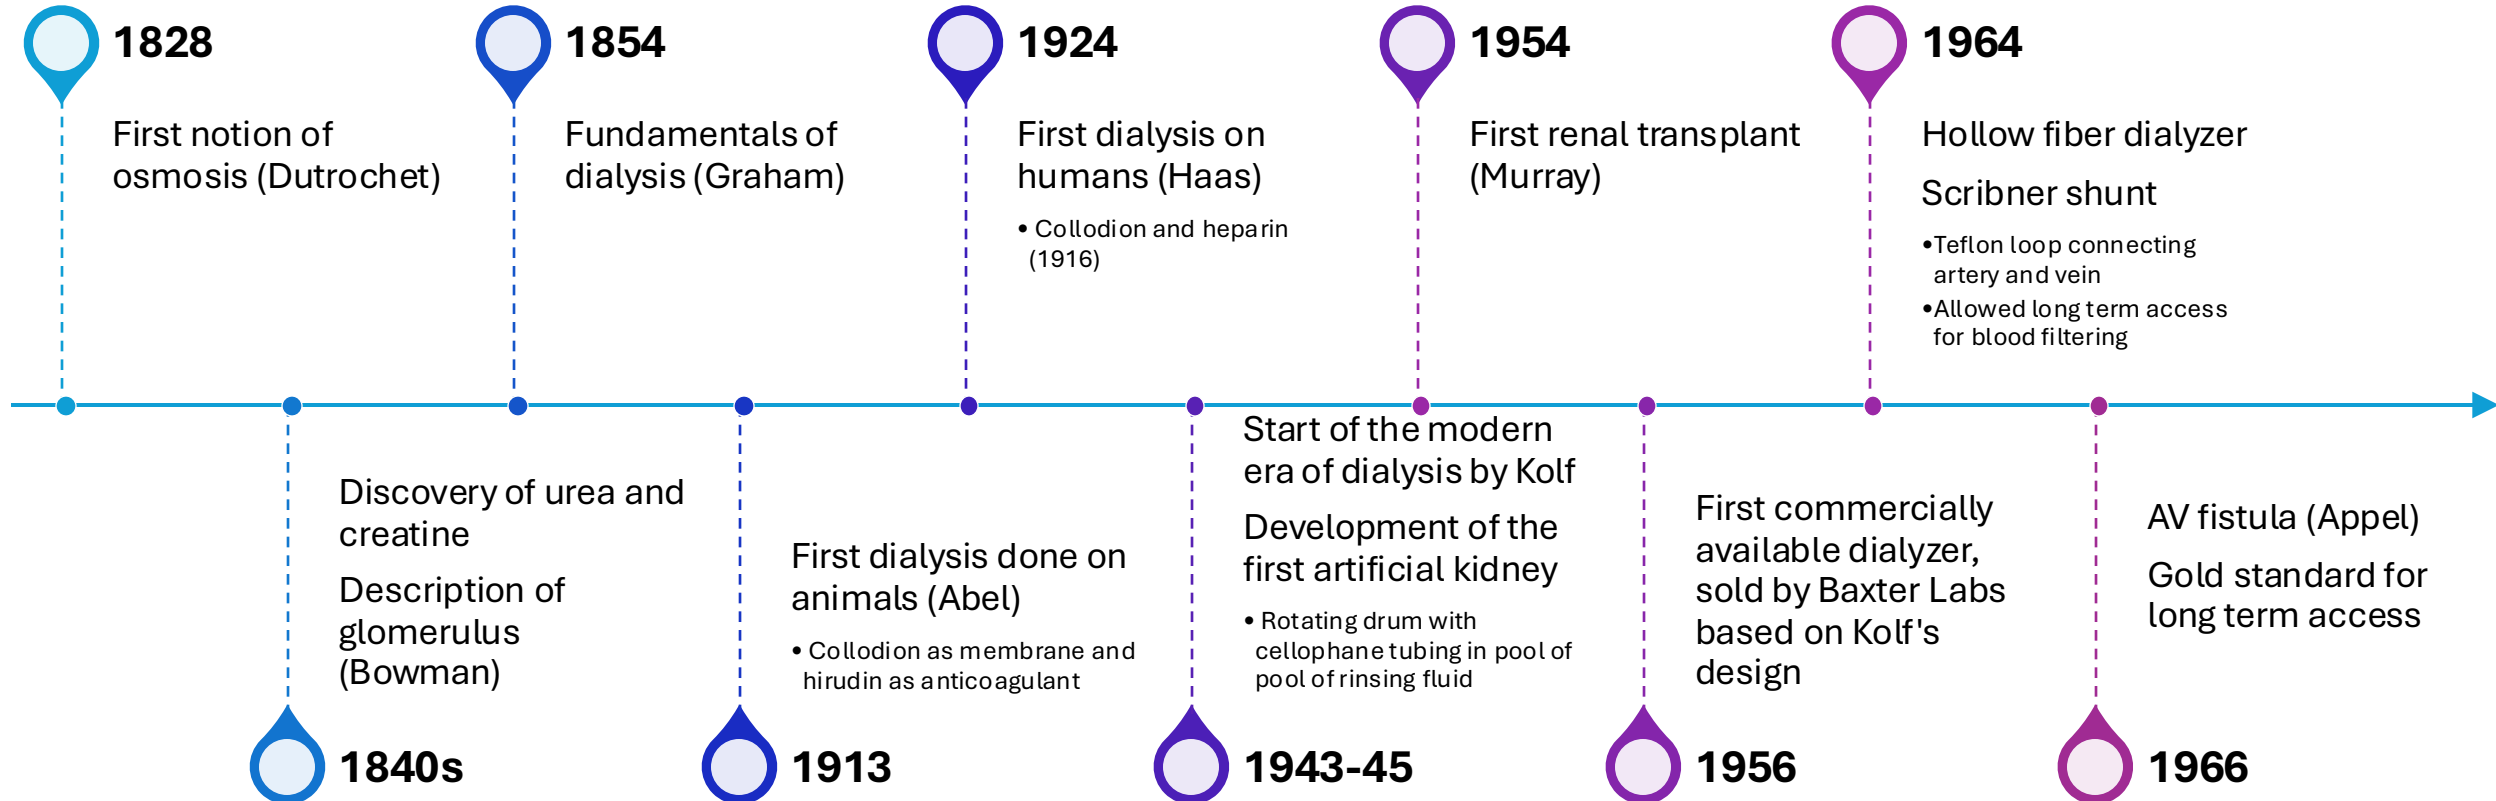 1828
First notion of
osmosis (Dutrochet)
1840s
Discovery of urea and
creatine
Description of
glomerulus
(Bowman)
1854
Fundamentals of
dialysis (Graham)
1913
First dialysis done on
animals (Abel)
• Collodion as membrane and
hirudin as anticoagulant
1924
First dialysis on
humans (Haas)
• Collodion and heparin
(1916)
1943-45
Start of the modern
era of dialysis by Kolf
Development of the
first artificial kidney
• Rotating drum with
cellophane tubing in pool of
pool of rinsing fluid
1954
First renal transplant
(Murray)
1956
First commercially
available dialyzer,
sold by Baxter Labs
based on Kolf's
design
1964
Hollow fiber dialyzer
Scribner shunt
•Teflon loop connecting
artery and vein
•Allowed long term access
for blood filtering
1966
AV fistula (Appel)
Gold standard for
long term access